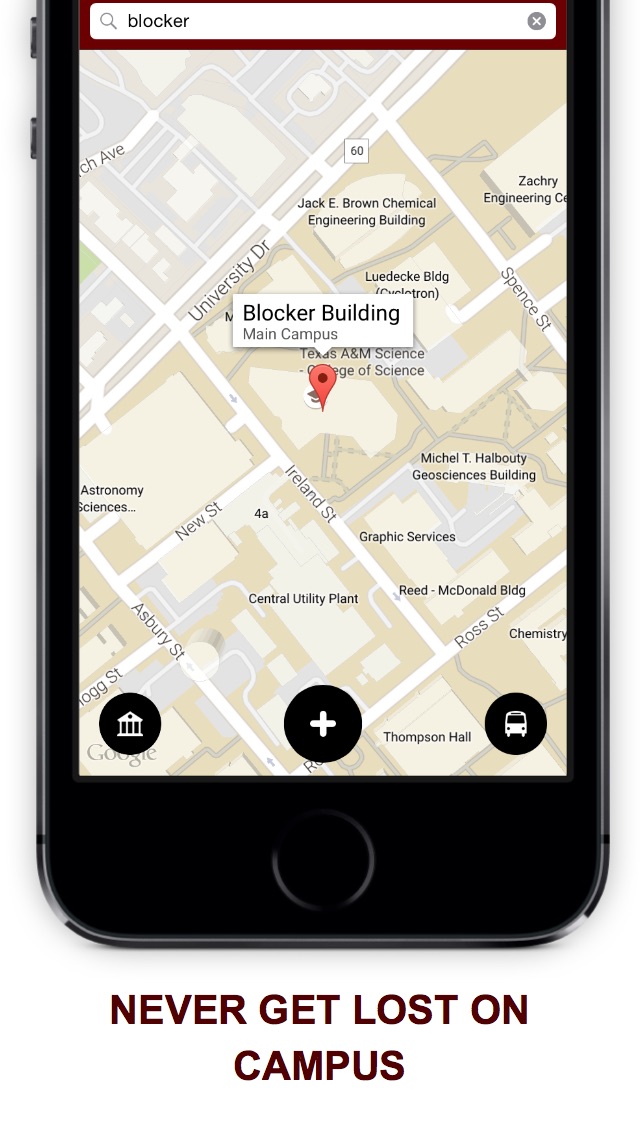 blocker
ch Ave
60
Jack E. Brown Chemical
Engineering Building
Zachry
Engineering Ce
University Dr
Luedecke Bldg
(Cyclotron)
Spence St
M
Blocker Building
Main Campus
Texas A&M Science
- College of Science
Michel T. Halbouty
Geosciences Building
Astronomy
Sciences...
Ireland St
New St
4a
Graphic Services
Central Utility Plant
Reed - McDonald Bldg
Asbury St
Ross St
Chemistry
ogg St
Thompson Hall
Google
Ro
NEVER GET LOST ON
CAMPUS